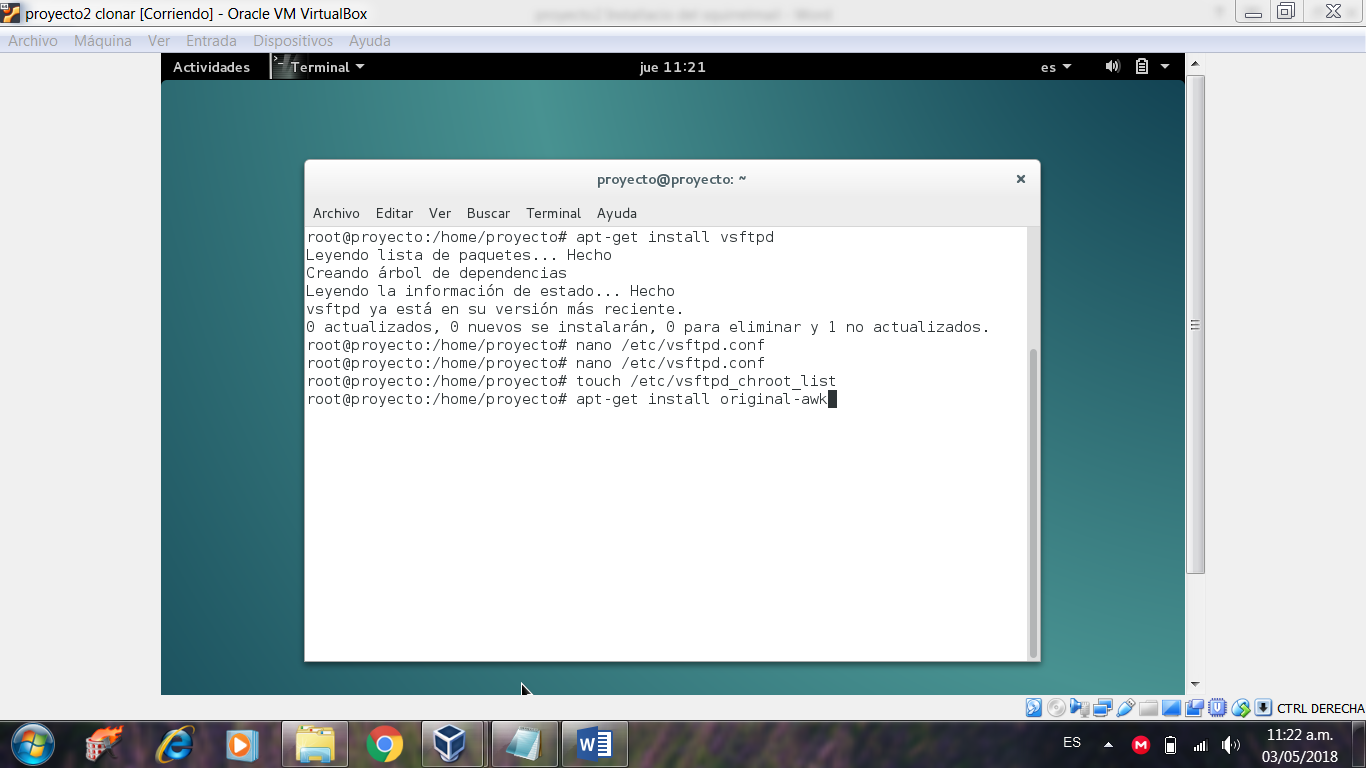 proyecto2 clonar [Corriendo] - Oracle VM VirtualBox
Archivo Máquina Ver Entrada Dispositivos Ayuda
Actividades Terminal jue 11:21 es
proyecto@proyecto: ~
Archivo Editar Ver Buscar Terminal Ayuda
root@proyecto:/home/proyecto# apt-get install vsftpd
Leyendo lista de paquetes... Hecho
Creando árbol de dependencias
Leyendo la información de estado... Hecho
vsftpd ya está en su versión más reciente.
0 actualizados, 0 nuevos se instalarán, 0 para eliminar y 1 no actualizados.
root@proyecto:/home/proyecto# nano /etc/vsftpd.conf
root@proyecto:/home/proyecto# nano /etc/vsftpd.conf
root@proyecto:/home/proyecto# touch /etc/vsftpd_chroot_list
root@proyecto:/home/proyecto# apt-get install original-awk
CTRL DERECHA
ES
11:22 a.m.
03/05/2018